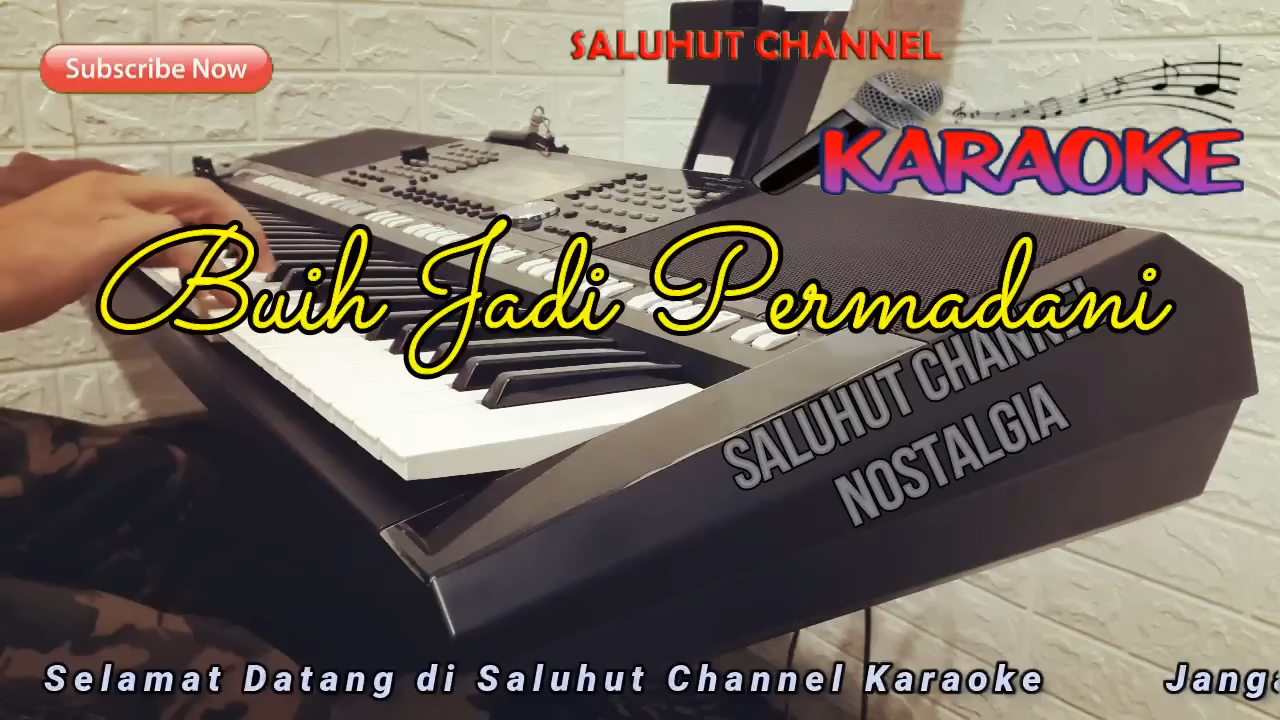 SALUHUT CHANNEL
Subscribe Now
KARAOKE
Buih Jadi Permadani
SALUHUT CHANNEL
NOSTALGIA
Selamat Datang di Saluhut Channel Karaoke